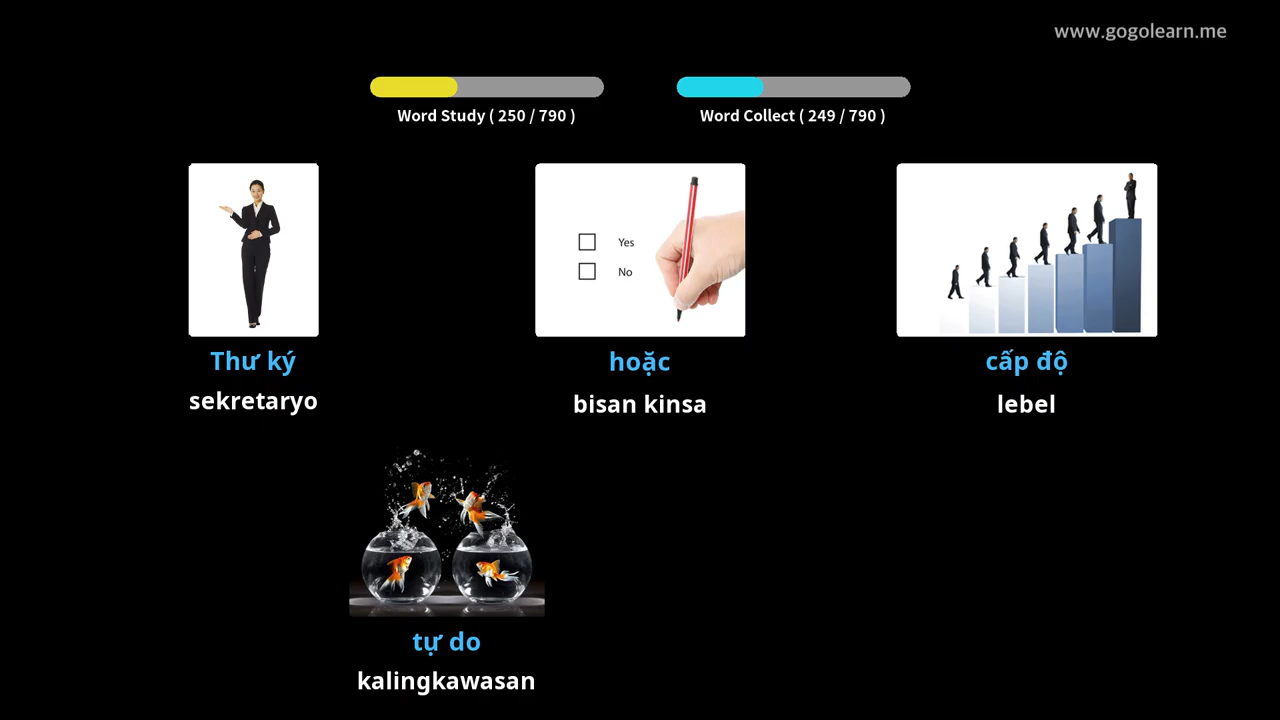 www.gogolearn.me
Word Study ( 250 / 790 )
Word Collect ( 249 / 790 )
Yes
No
Thư ký
hoặc
cấp độ
sekretaryo
bisan kinsa
lebel
tự do
kalingkawasan